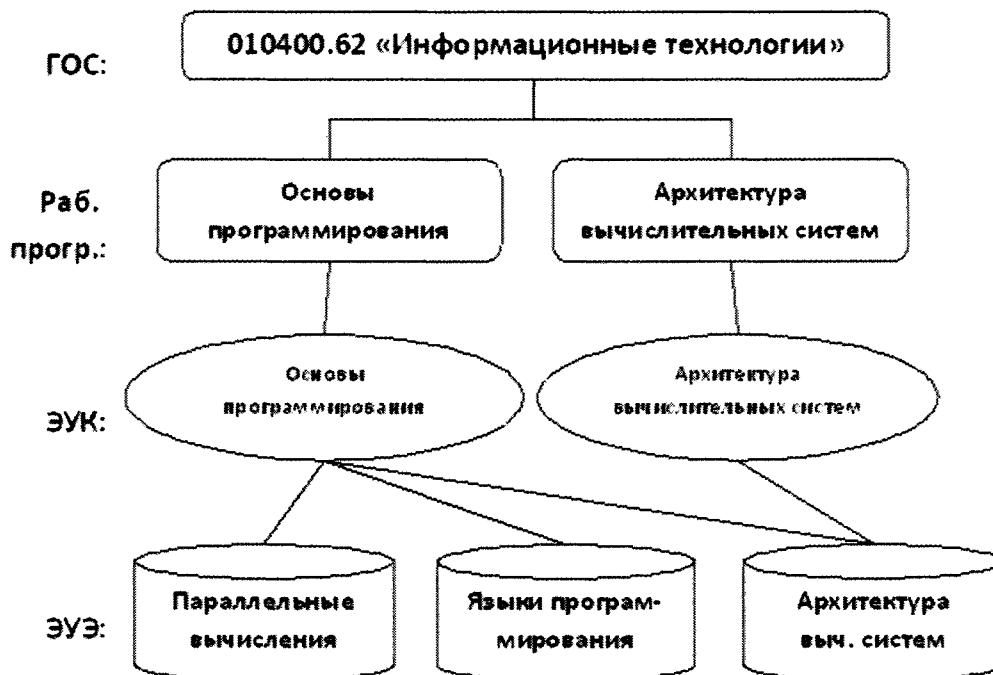 ГОС:
010400.62 «Информационные технологии»
Раб.
прогр.:
Основы
программирования
Архитектура
вычислительных систем
ЭУК:
Основы
программирования
Архитектура
вычислительных систем
ЭУЭ:
Параллельные
вычисления
Языки програм-
мирования
Архитектура
выч. систем